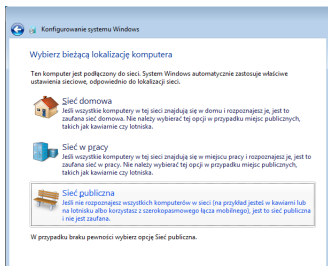 Konfigurowanie systemu Windows
Wybierz bieżącą lokalizację komputera
Ten komputer jest podłączony do sieci. System Windows automatycznie zastosuje właściwe
ustawienia sieciowe, odpowiednio do lokalizacji sieci.
Sieć domowa
Jeśli wszystkie komputery w tej sieci znajdują się w domu i rozpoznajesz je, jest to
zaufana sieć domowa. Nie należy wybierać tej opcji w przypadku miejsc publicznych,
takich jak kawiarnie czy lotniska.
Sieć w pracy
Jeśli wszystkie komputery w tej sieci znajdują się w miejscu pracy i rozpoznajesz je, jest to
zaufana sieć w pracy. Nie należy wybierać tej opcji w przypadku miejsc publicznych,
takich jak kawiarnie czy lotniska.
Sieć publiczna
Jeśli nie rozpoznajesz wszystkich komputerów w sieci (na przykład jesteś w kawiarni lub
na lotnisku albo korzystasz z szerokopasmowego łącza mobilnego), jest to sieć publiczna
i nie jest zaufana.
W przypadku braku pewności wybierz opcję Sieć publiczna.